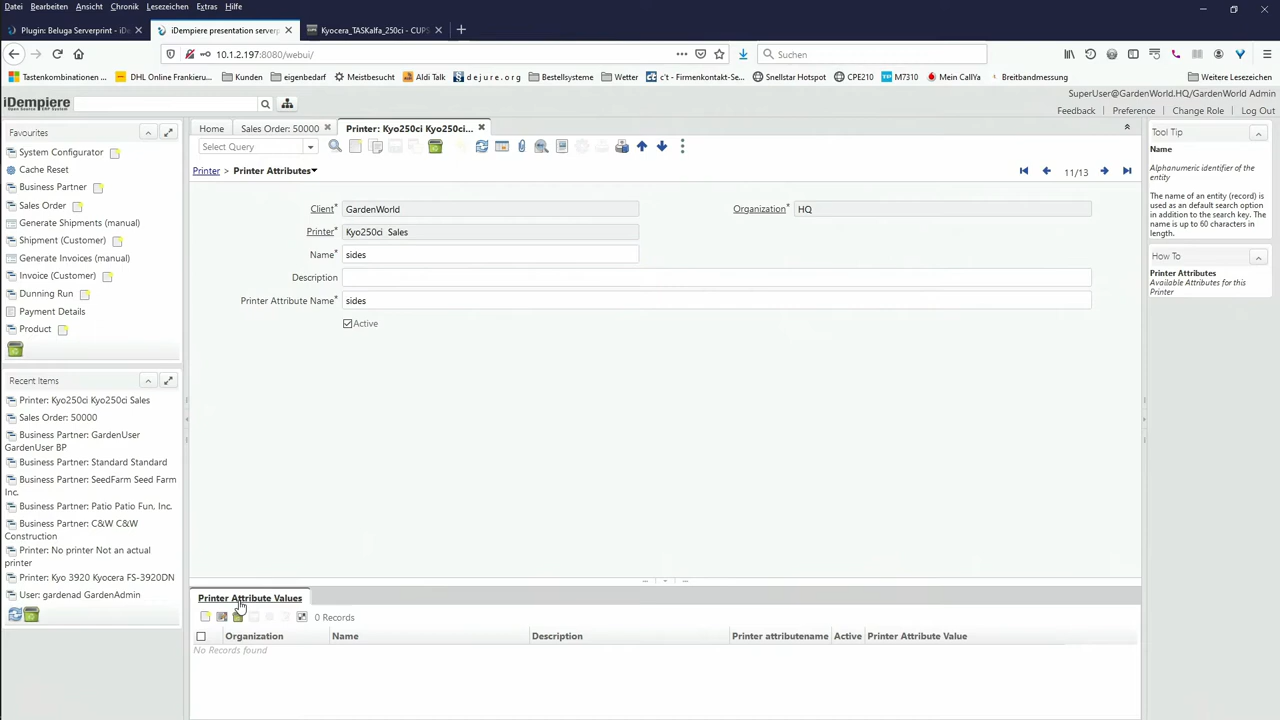 Datei Bearbeiten Ansicht Chronik Lesezeichen Extras Hilfe
Plugin: Beluga Serverprint - iDe
iDempiere presentation serverp
Kyocera_TASKalfa_250ci - CUPS
10.1.2.197:8080/webui/
Suchen
Tastenkombinationen ...
DHL Online Frankieru...
Kunden
eigenbedarf
Meistbesucht
Aldi Talk
d e j u r e . o r g
Bestellsysteme
Wetter
c't - Firmenkontakt-Se...
Snellstar Hotspot
CPE210
M7310
Mein CallYa
Breitbandmessung
Weitere Lesezeichen
iDempiere
SuperUser@GardenWorld.HQ/GardenWorld Admin
Feedback Preference Change Role Log Out
Favourites
System Configurator
Cache Reset
Business Partner
Sales Order
Generate Shipments (manual)
Shipment (Customer)
Generate Invoices (manual)
Invoice (Customer)
Dunning Run
Payment Details
Product
Recent Items
Printer: Kyo250ci Kyo250ci Sales
Sales Order: 50000
Business Partner: GardenUser
GardenUser BP
Business Partner: Standard Standard
Business Partner: SeedFarm Seed Farm
Inc.
Business Partner: Patio Patio Fun, Inc.
Business Partner: C&W C&W
Construction
Printer: No printer Not an actual
printer
Printer: Kyo 3920 Kyocera FS-3920DN
User: gardenad GardenAdmin
Home
Sales Order: 50000
Printer: Kyo250ci Kyo250ci...
Select Query
Printer > Printer Attributes
11/13
Client* GardenWorld
Organization* HQ
Printer* Kyo250ci Sales
Name* sides
Description
Printer Attribute Name* sides
Active
Printer Attribute Values
0 Records
Organization Name Description Printer attributename Active Printer Attribute Value
No Records found
Tool Tip
Name
Alphanumeric identifier of the
entity
The name of an entity (record) is
used as an default search option
in addition to the search key. The
name is up to 60 characters in
length.
How To
Printer Attributes
Available Attributes for this
Printer